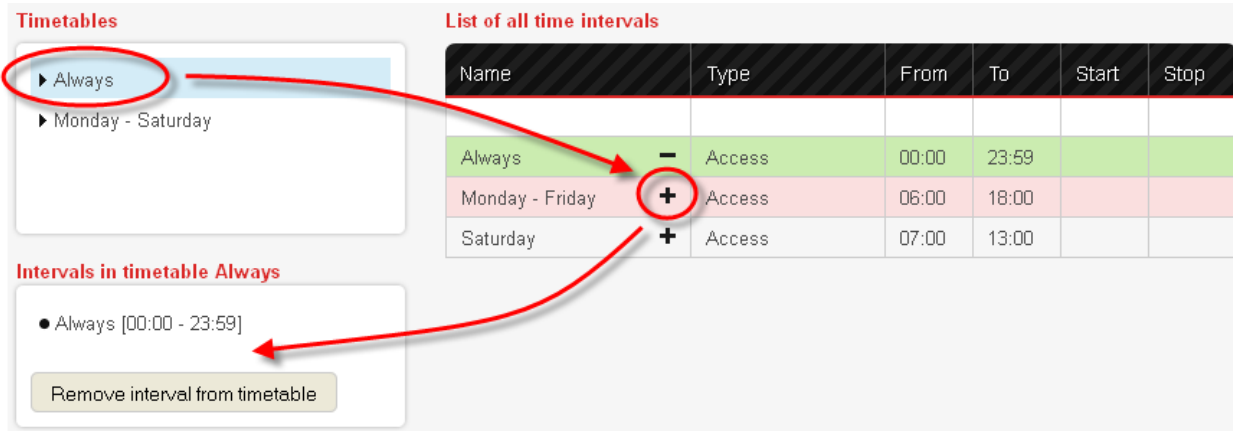 Timetables
Always
Monday - Saturday
Intervals in timetable Always
Always [00:00 - 23:59]
Remove interval from timetable
List of all time intervals
Name Type From To Start Stop
Always − Access 00:00 23:59
Monday - Friday + Access 06:00 18:00
Saturday + Access 07:00 13:00